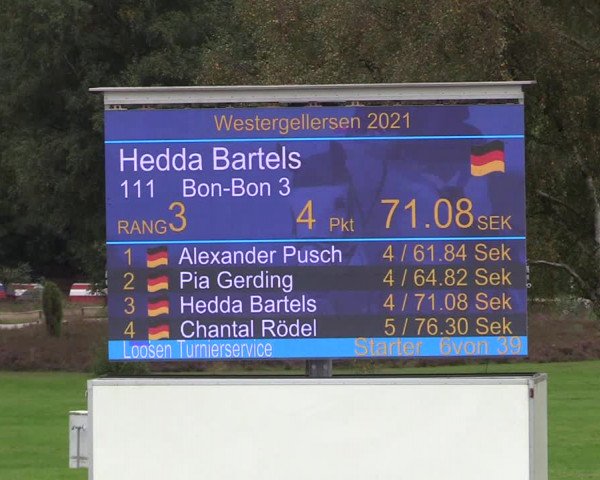 Westergellersen 2021
Hedda Bartels
111 Bon-Bon 3
RANG 3 4 Pkt 71.08 SEK
1 Alexander Pusch 4 / 61.84 Sek
2 Pia Gerding 4 / 64.82 Sek
3 Hedda Bartels 4 / 71.08 Sek
4 Chantal Rödel 5 / 76.30 Sek
Loosen Turnierservice Starter 6von 39